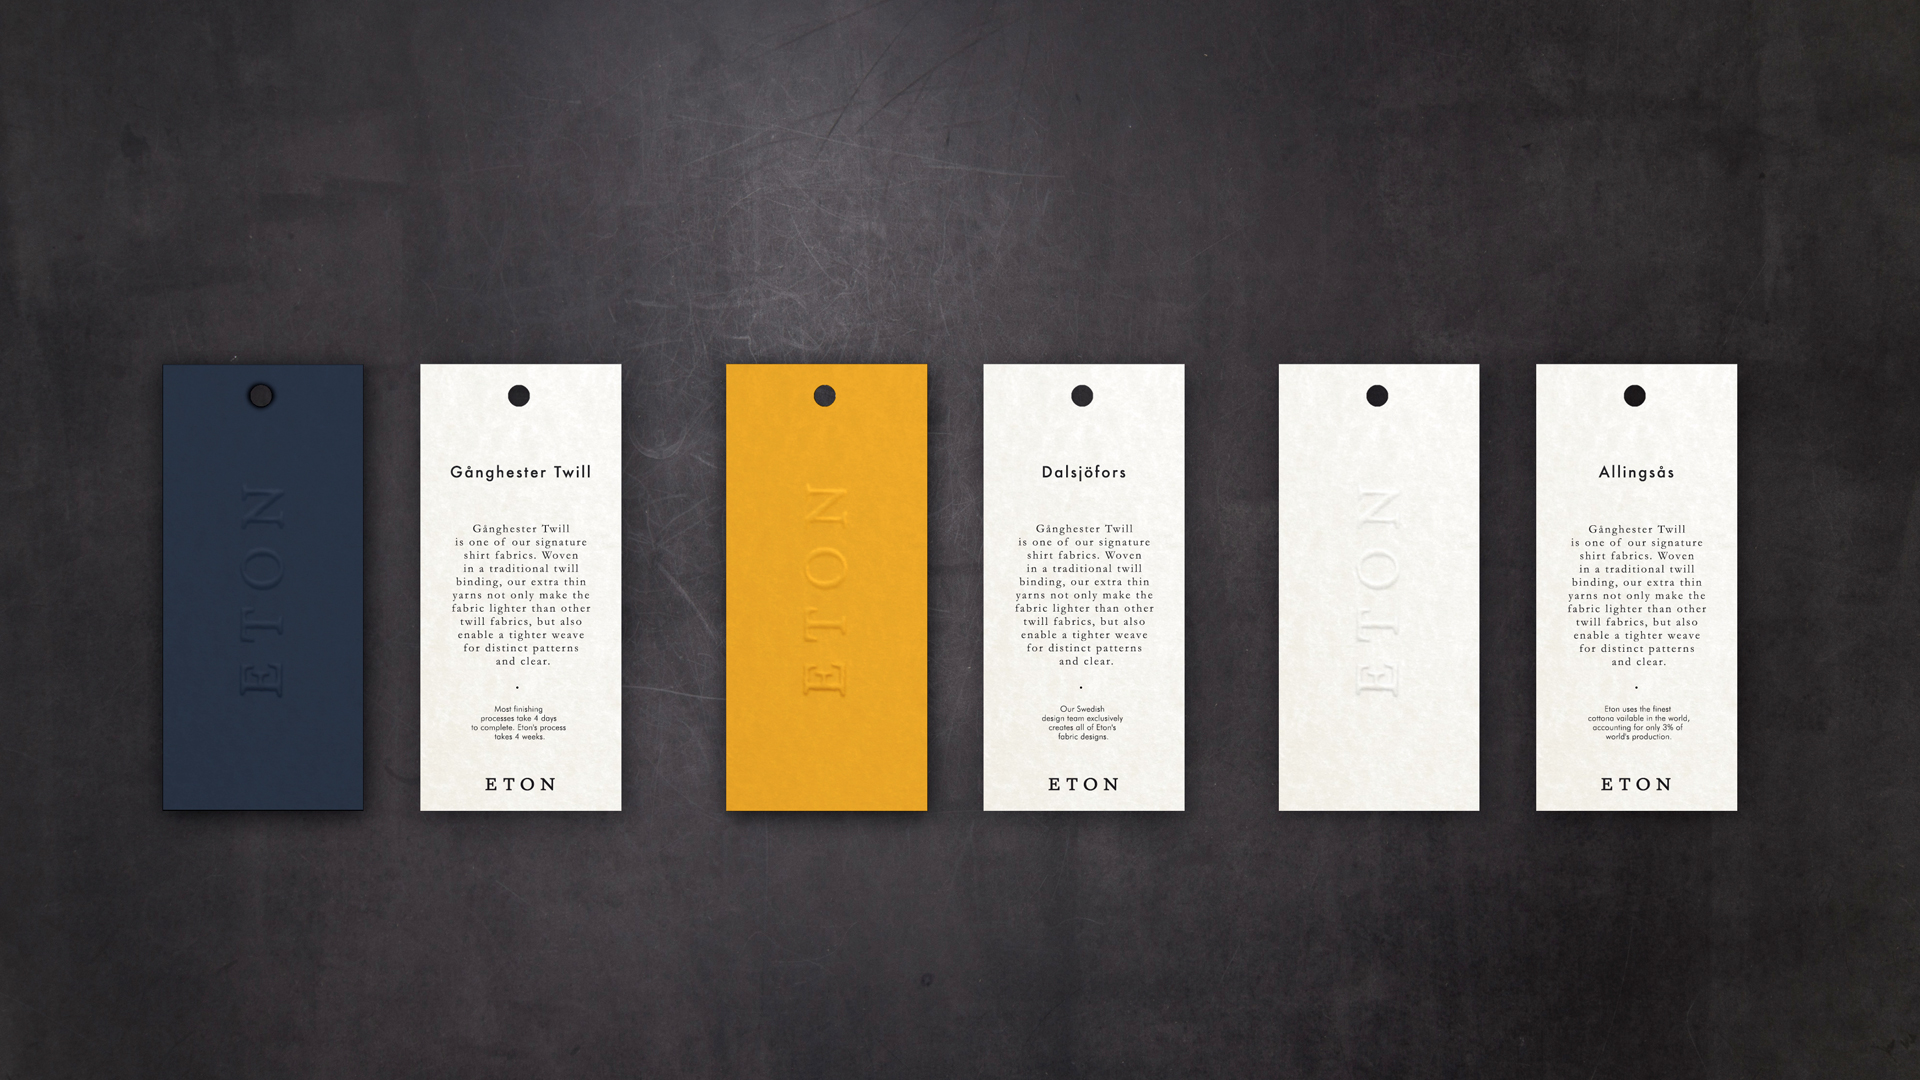 ETON
Gånghester Twill
Gånghester Twill
is one of our signature
shirt fabrics. Woven
in a traditional twill
binding, our extra thin
yarns not only make the
fabric lighter than other
twill fabrics, but also
enable a tighter weave
for distinct patterns
and clear.
Most finishing
processes take 4 days
to complete. Eton's process
takes 4 weeks.
ETON
ETON
Dalsjöfors
Gånghester Twill
is one of our signature
shirt fabrics. Woven
in a traditional twill
binding, our extra thin
yarns not only make the
fabric lighter than other
twill fabrics, but also
enable a tighter weave
for distinct patterns
and clear.
Our Swedish
design team exclusively
creates all of Eton's
fabric designs.
ETON
ETON
Allingsås
Gånghester Twill
is one of our signature
shirt fabrics. Woven
in a traditional twill
binding, our extra thin
yarns not only make the
fabric lighter than other
twill fabrics, but also
enable a tighter weave
for distinct patterns
and clear.
Eton uses the finest
cottona vailable in the world,
accounting for only 3% of
world's production.
ETON